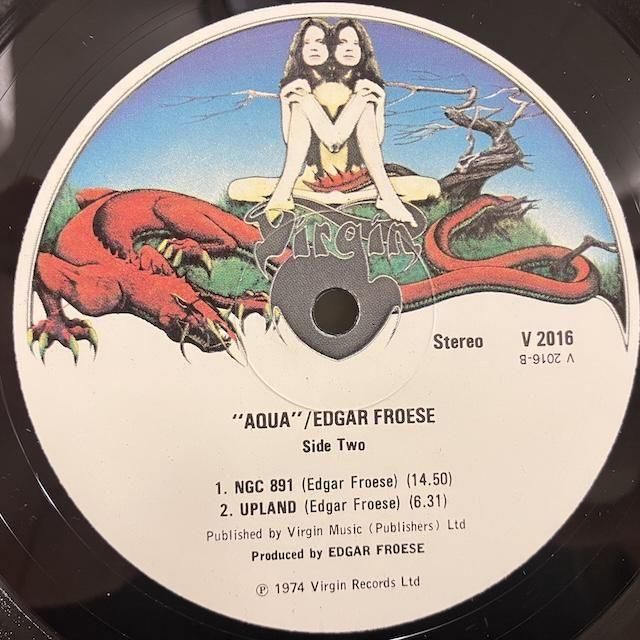 Virgin
Stereo V 2016
V 2016-B
"AQUA"/EDGAR FROESE
Side Two
1. NGC 891 (Edgar Froese) (14.50)
2. UPLAND (Edgar Froese) (6.31)
Published by Virgin Music (Publishers) Ltd
Produced by EDGAR FROESE
℗ 1974 Virgin Records Ltd